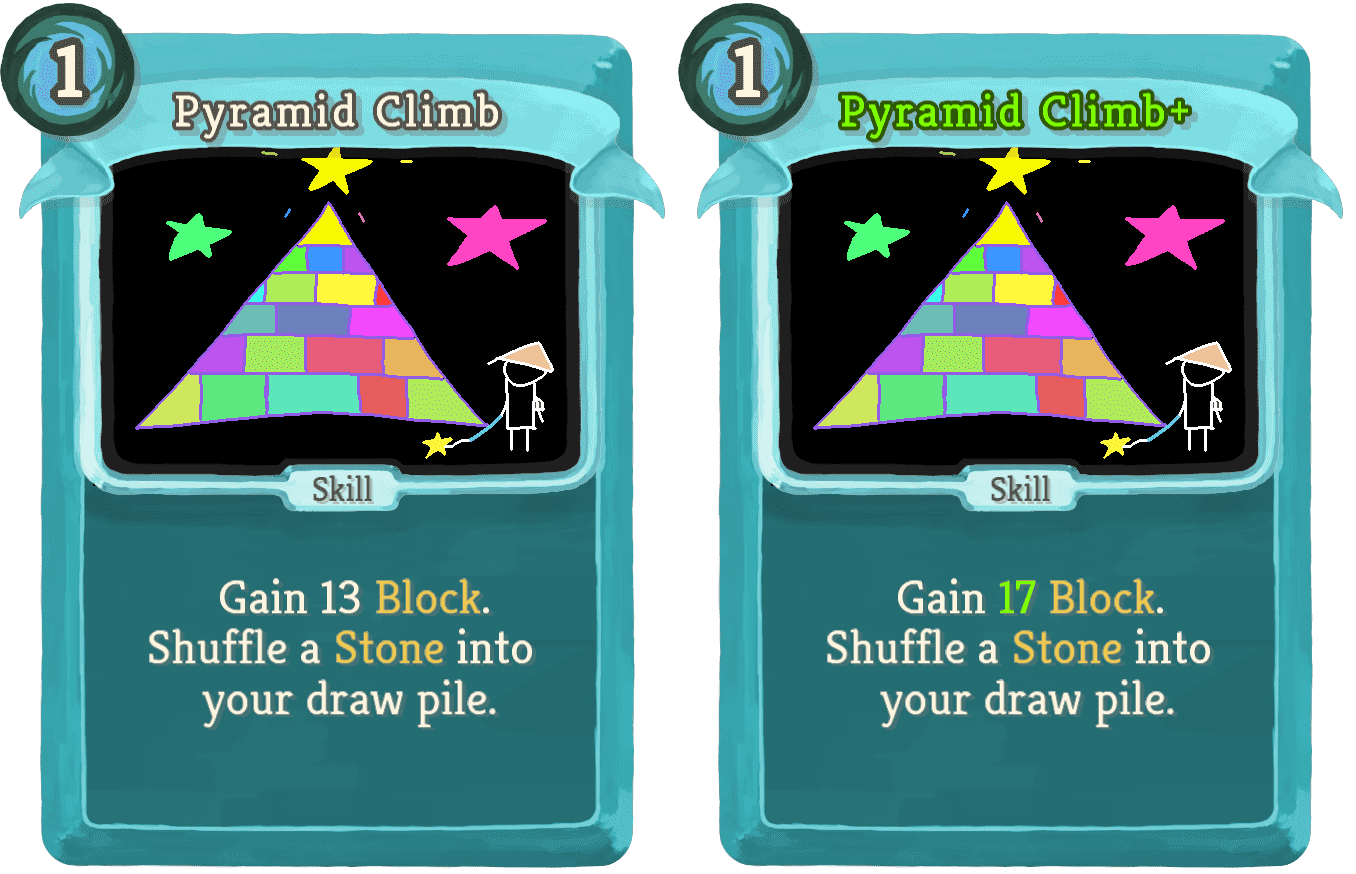 1
Pyramid Climb
Skill
Gain 13 Block.
Shuffle a Stone into
your draw pile.
1
Pyramid Climb+
Skill
Gain 17 Block.
Shuffle a Stone into
your draw pile.